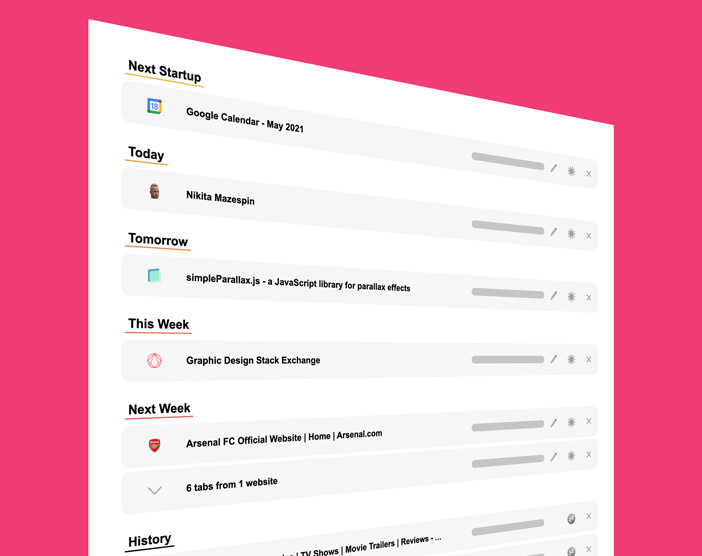 Next Startup
18
Google Calendar - May 2021
x
Today
Nikita Mazespin
x
Tomorrow
simpleParallax.js - a JavaScript library for parallax effects
x
This Week
Graphic Design Stack Exchange
x
Next Week
Arsenal FC Official Website | Home | Arsenal.com
x
6 tabs from 1 website
x
History
| TV Shows | Movie Trailers | Reviews - ...
x
x